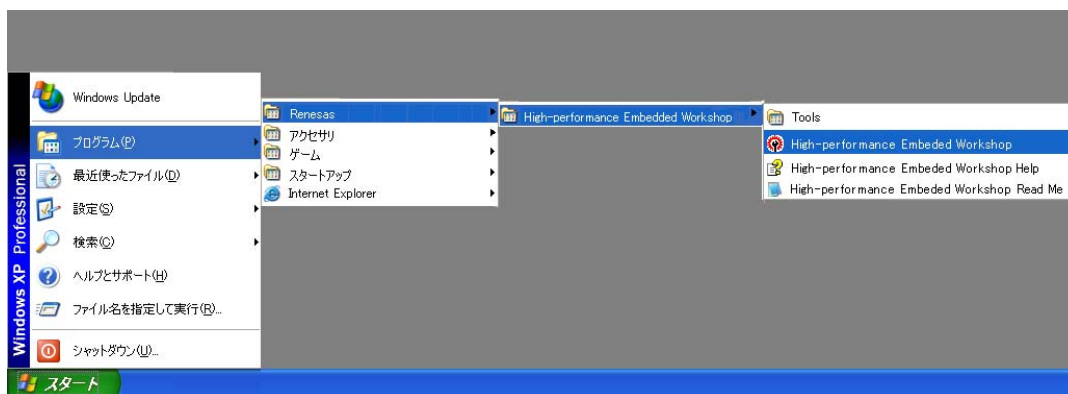 Windows XP Professional
Windows Update
プログラム(P)
最近使ったファイル(D)
設定(S)
検索(C)
ヘルプとサポート(H)
ファイル名を指定して実行(R)...
シャットダウン(U)...
スタート
Renesas
アクセサリ
ゲーム
スタートアップ
Internet Explorer
High-performance Embedded Workshop
Tools
High-performance Embeded Workshop
High-performance Embeded Workshop Help
High-performance Embeded Workshop Read Me